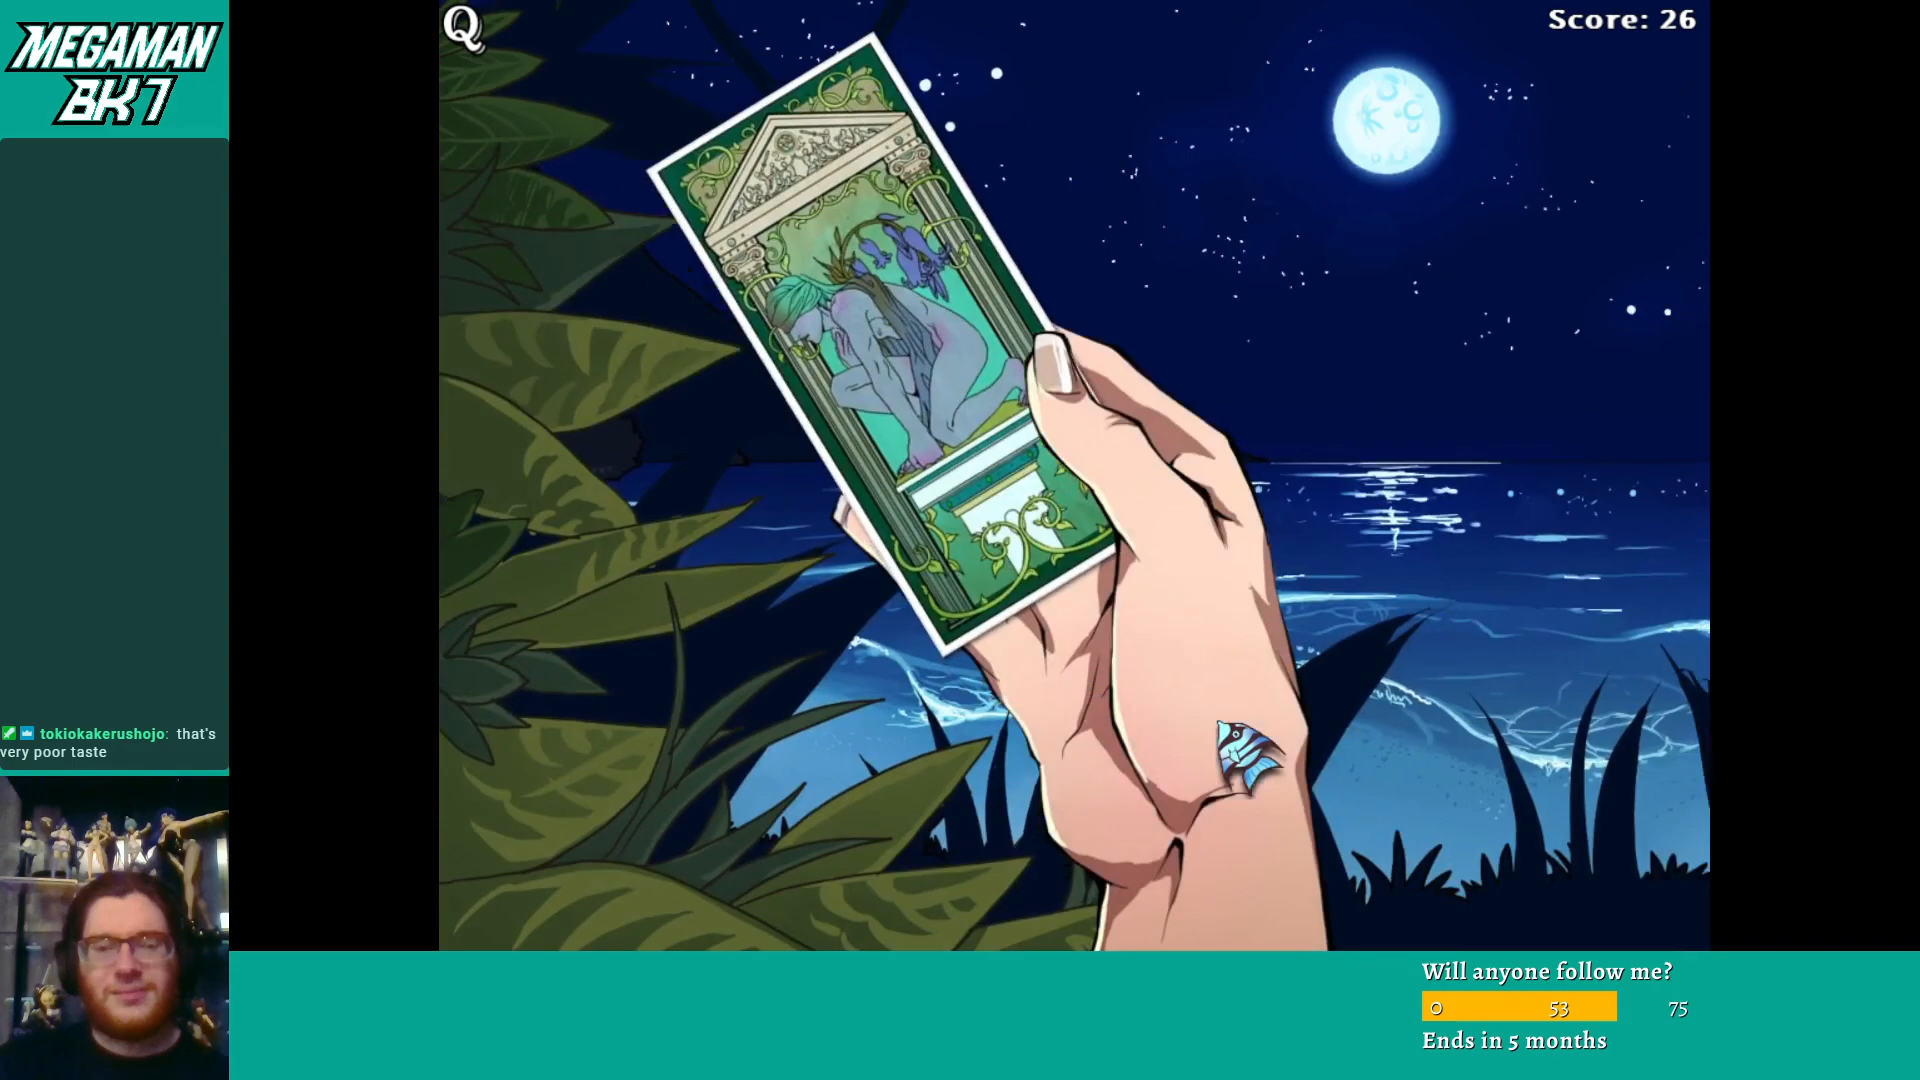 MEGAMAN
BK7
Q
Score: 26
tokiokakerushojo: that's
very poor taste
Will anyone follow me?
0 53 75
Ends in 5 months